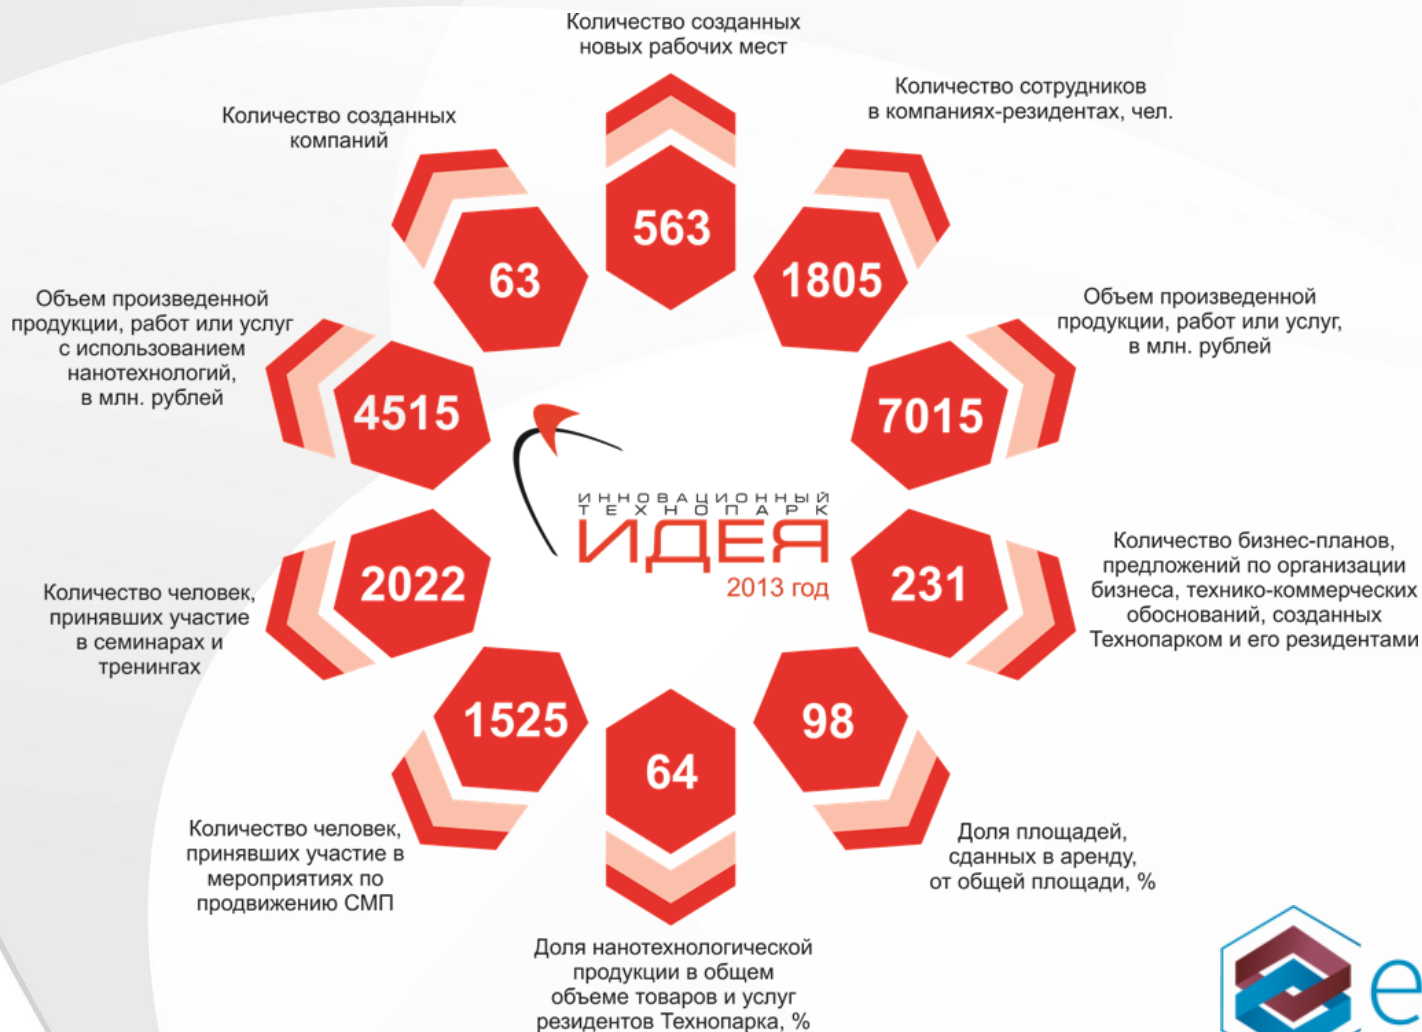 Количество созданных
новых рабочих мест
563
Количество сотрудников
в компаниях-резидентах, чел.
1805
Объем произведенной
продукции, работ или услуг,
в млн. рублей
7015
Количество бизнес-планов,
предложений по организации
бизнеса, технико-коммерческих
обоснований, созданных
Технопарком и его резидентами
231
Доля площадей,
сданных в аренду,
от общей площади, %
98
Доля нанотехнологической
продукции в общем
объеме товаров и услуг
резидентов Технопарка, %
64
Количество человек,
принявших участие в
мероприятиях по
продвижению СМП
1525
Количество человек,
принявших участие
в семинарах и
тренингах
2022
Объем произведенной
продукции, работ или услуг
с использованием
нанотехнологий,
в млн. рублей
4515
Количество созданных
компаний
63
ИННОВАЦИОННЫЙ
ТЕХНОПАРК
ИДЕЯ
2013 год
e